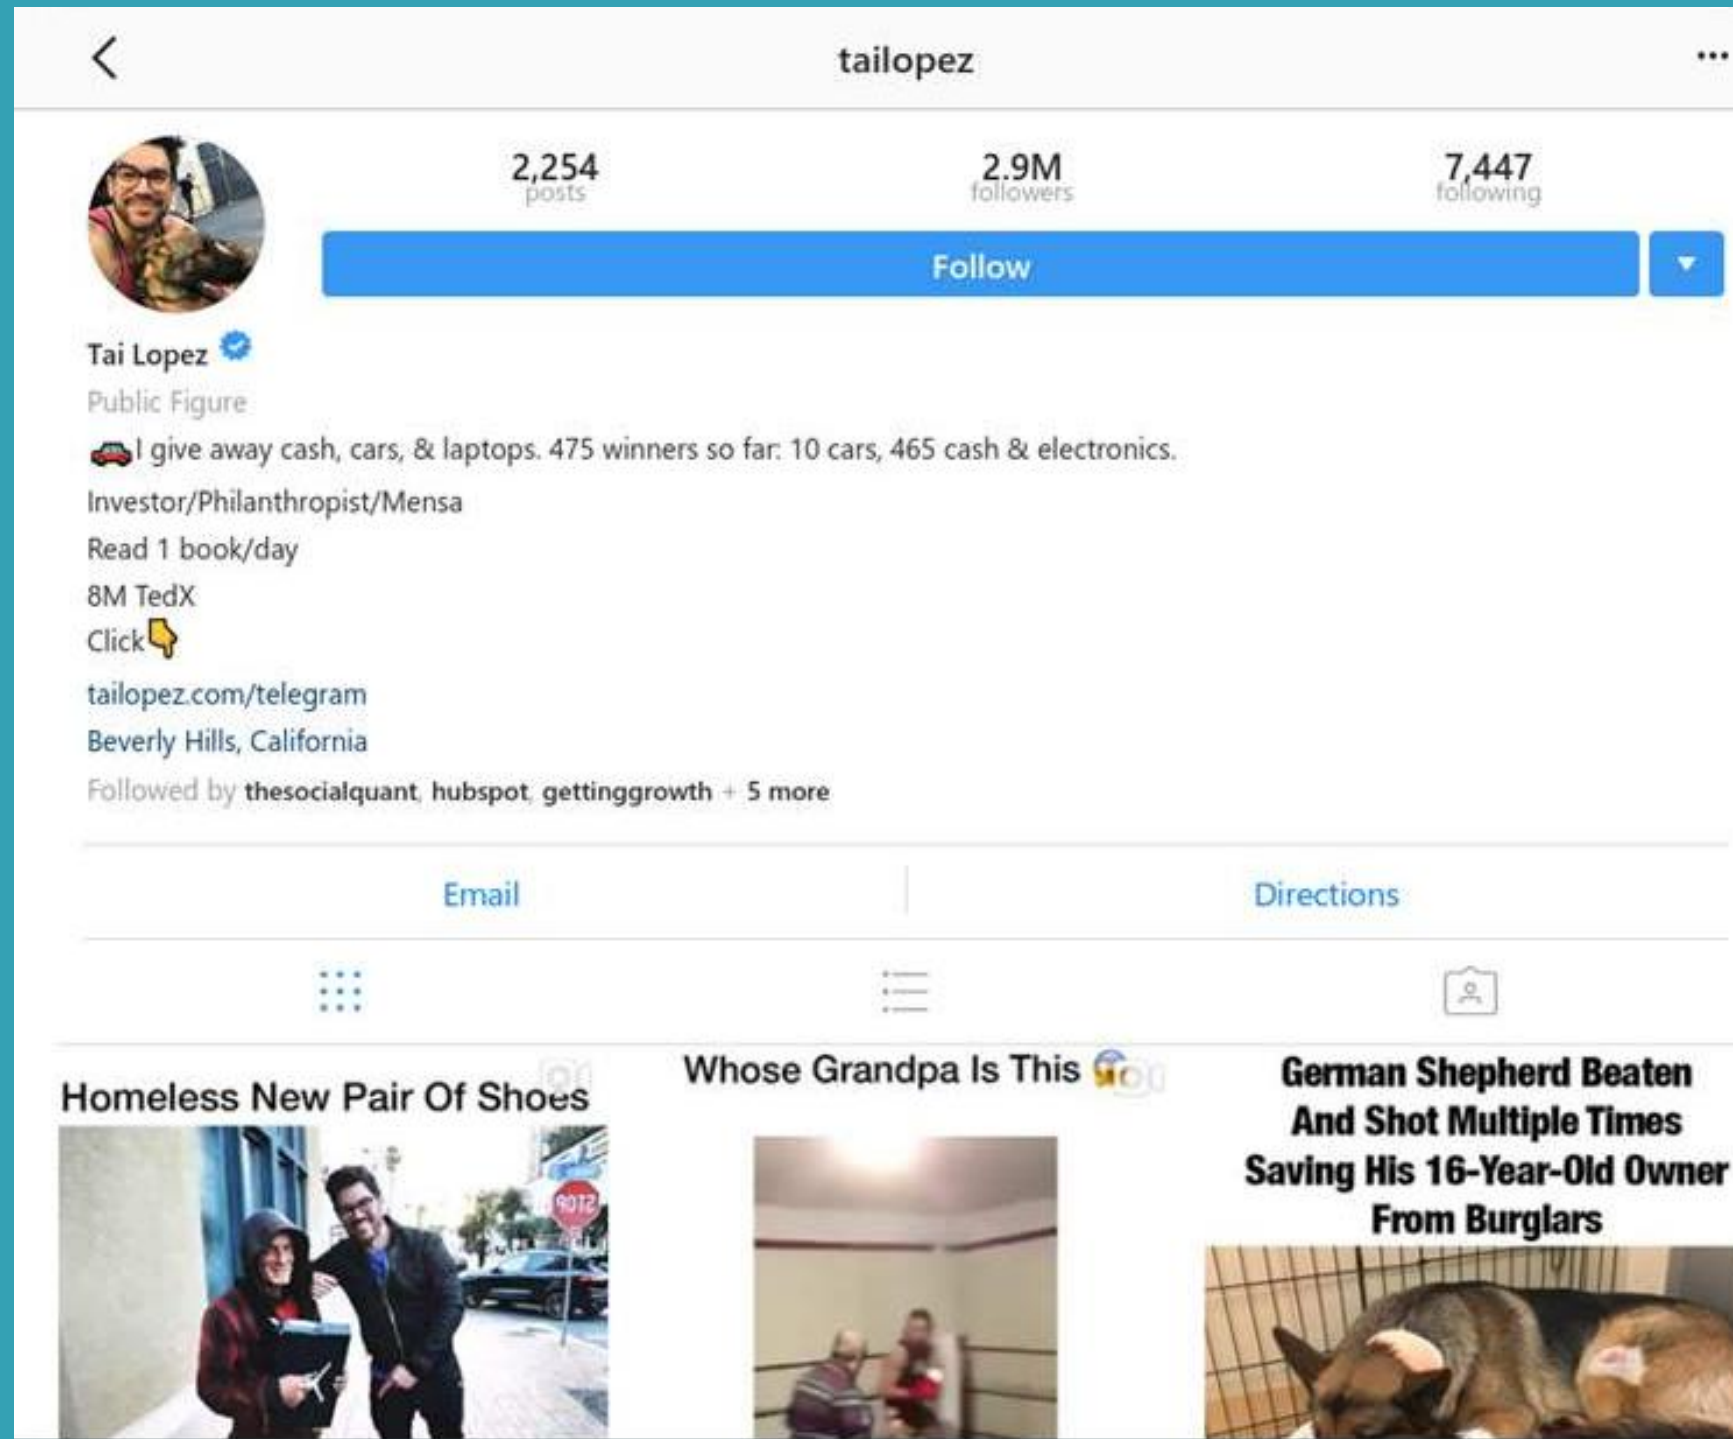 tailopez
2,254
posts
2.9M
followers
7,447
following
Follow
Tai Lopez
Public Figure
🚗I give away cash, cars, & laptops. 475 winners so far: 10 cars, 465 cash & electronics.
Investor/Philanthropist/Mensa
Read 1 book/day
8M TedX
Click👇
tailopez.com/telegram
Beverly Hills, California
Followed by thesocialquant, hubspot, gettinggrowth + 5 more
Email
Directions
Homeless New Pair Of Shoes
Whose Grandpa Is This 😱
German Shepherd Beaten
And Shot Multiple Times
Saving His 16-Year-Old Owner
From Burglars
STOP